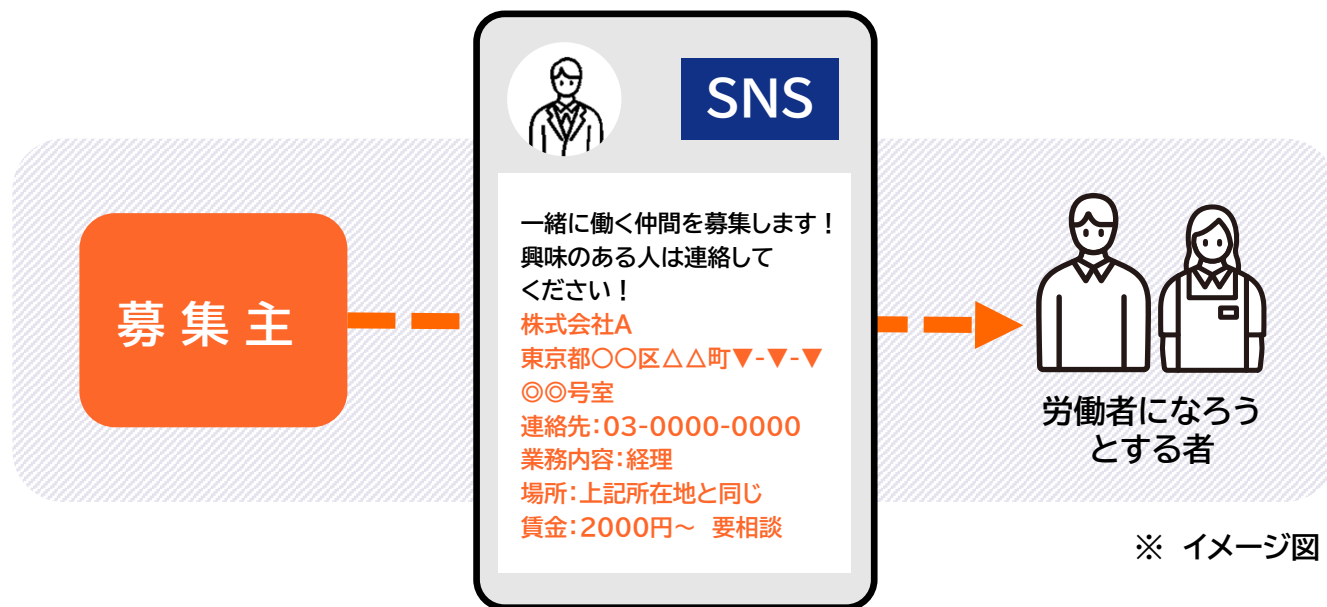 SNS
募集主
一緒に働く仲間を募集します！
興味のある人は連絡して
ください！
株式会社A
東京都〇〇区△△町▼-▼-▼
◎◎号室
連絡先：03-0000-0000
業務内容：経理
場所：上記所在地と同じ
賃金：2000円～ 要相談
労働者になろう
とする者
※ イメージ図